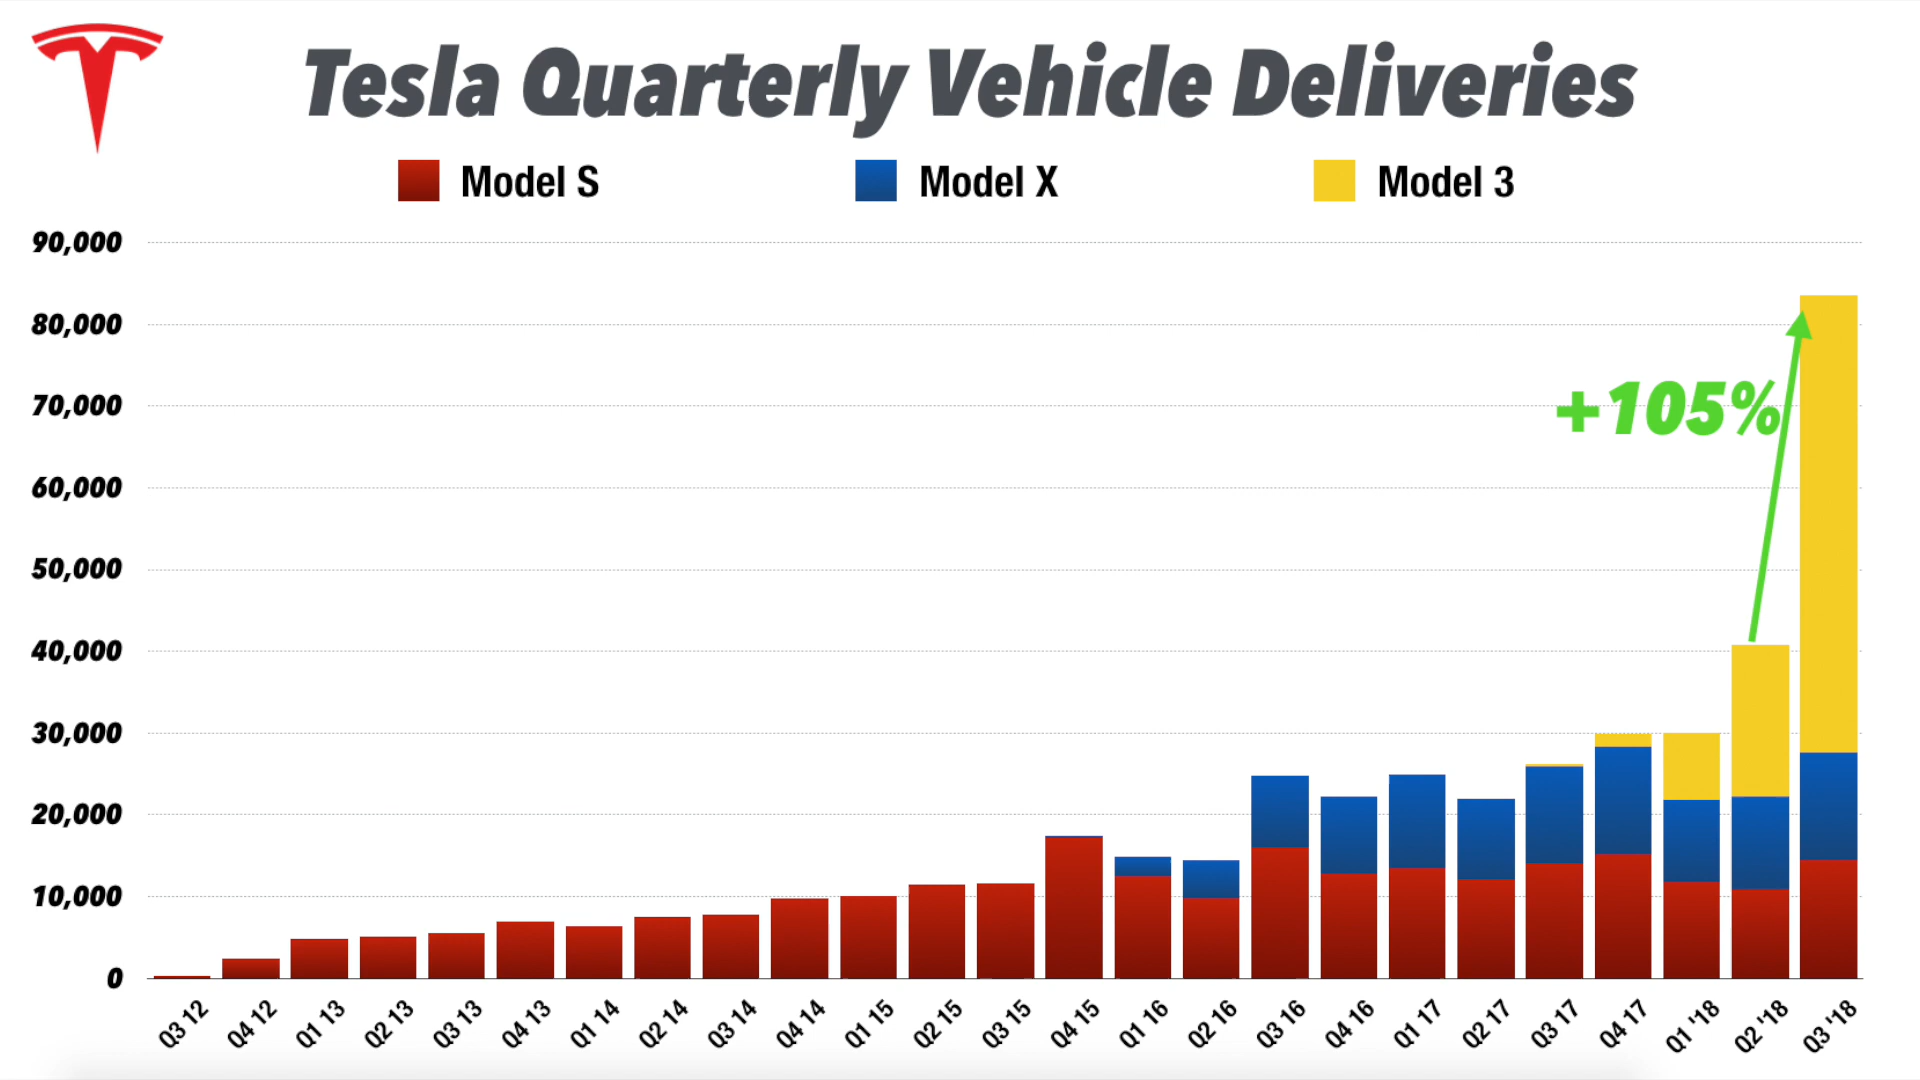 Tesla Quarterly Vehicle Deliveries
Model S
Model X
Model 3
90,000
80,000
70,000
60,000
50,000
40,000
30,000
20,000
10,000
0
+105%
Q3 12
Q4 12
Q1 13
Q2 13
Q3 13
Q4 13
Q1 14
Q2 14
Q3 14
Q4 14
Q1 15
Q2 15
Q3 15
Q4 15
Q1 16
Q2 16
Q3 16
Q4 16
Q1 17
Q2 17
Q3 17
Q4 17
Q1 '18
Q2 '18
Q3 '18